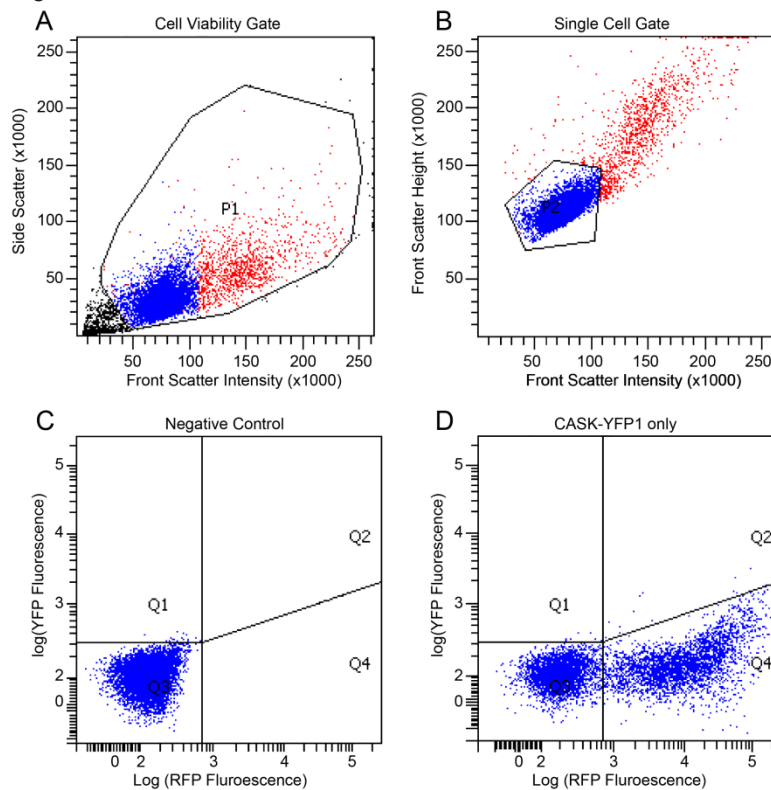 A
Cell Viability Gate
Side Scatter (x1000)
250
200
150
100
50
P1
50
100
150
200
250
Front Scatter Intensity (x1000)
B
Single Cell Gate
Front Scatter Height (x1000)
250
200
150
100
50
P2
50
100
150
200
250
Front Scatter Intensity (x1000)
C
Negative Control
log(YFP Fluorescence)
5
4
3
2
0
Q1
Q2
Q3
Q4
0
2
3
4
5
Log (RFP Fluroescence)
D
CASK-YFP1 only
log(YFP Fluorescence)
5
4
3
2
0
Q1
Q2
Q3
Q4
0
2
3
4
5
Log (RFP Fluroescence)